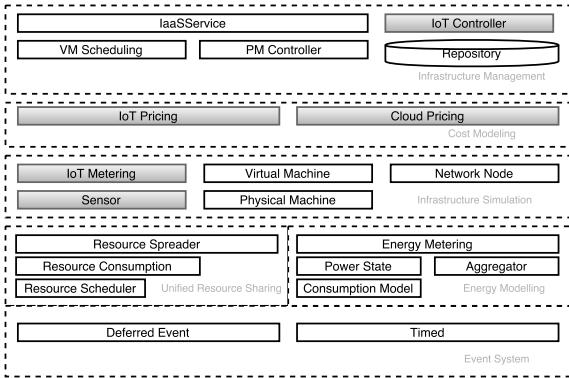 IaaSService
IoT Controller
VM Scheduling
PM Controller
Repository
Infrastructure Management
IoT Pricing
Cloud Pricing
Cost Modeling
IoT Metering
Virtual Machine
Network Node
Sensor
Physical Machine
Infrastructure Simulation
Resource Spreader
Energy Metering
Resource Consumption
Power State
Aggregator
Resource Scheduler
Unified Resource Sharing
Consumption Model
Energy Modelling
Deferred Event
Timed
Event System